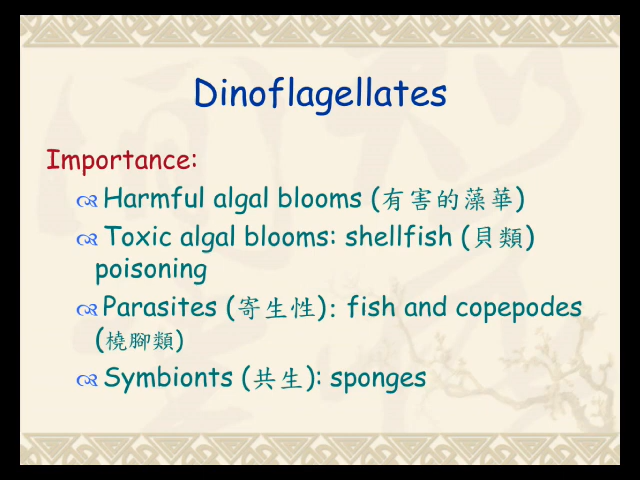 Dinoflagellates
Importance:
Harmful algal blooms (有害的藻華)
Toxic algal blooms: shellfish (貝類)
poisoning
Parasites (寄生性): fish and copepodes
(橈腳類)
Symbionts (共生): sponges